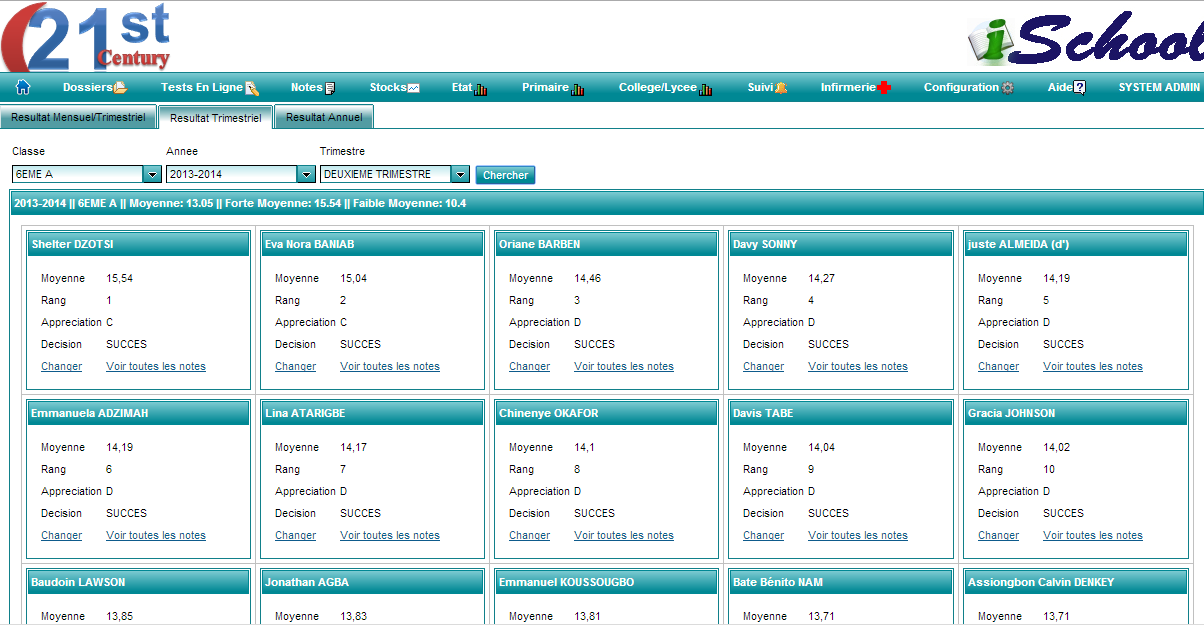 21st Century
iSchool
Dossiers Tests En Ligne Notes Stocks Etat Primaire College/Lycee Suivi Infirmerie Configuration Aide SYSTEM ADMIN
Resultat Mensuel/Trimestriel Resultat Trimestriel Resultat Annuel
Classe Annee Trimestre
6EME A 2013-2014 DEUXIEME TRIMESTRE Chercher
2013-2014 || 6EME A || Moyenne: 13.05 || Forte Moyenne: 15.54 || Faible Moyenne: 10.4
Shelter DZOTSI Eva Nora BANIAB Oriane BARBEN Davy SONNY juste ALMEIDA (d')
Moyenne 15,54 Moyenne 15,04 Moyenne 14,46 Moyenne 14,27 Moyenne 14,19
Rang 1 Rang 2 Rang 3 Rang 4 Rang 5
Appreciation C Appreciation C Appreciation D Appreciation D Appreciation D
Decision SUCCES Decision SUCCES Decision SUCCES Decision SUCCES Decision SUCCES
Changer Voir toutes les notes Changer Voir toutes les notes Changer Voir toutes les notes Changer Voir toutes les notes Changer Voir toutes les notes
Emmanuela ADZIMAH Lina ATARIGBE Chinenye OKAFOR Davis TABE Gracia JOHNSON
Moyenne 14,19 Moyenne 14,17 Moyenne 14,1 Moyenne 14,04 Moyenne 14,02
Rang 6 Rang 7 Rang 8 Rang 9 Rang 10
Appreciation D Appreciation D Appreciation D Appreciation D Appreciation D
Decision SUCCES Decision SUCCES Decision SUCCES Decision SUCCES Decision SUCCES
Changer Voir toutes les notes Changer Voir toutes les notes Changer Voir toutes les notes Changer Voir toutes les notes Changer Voir toutes les notes
Baudoin LAWSON Jonathan AGBA Emmanuel KOUSSOUGBO Bate Bénito NAM Assiongbon Calvin DENKEY
Moyenne 13,85 Moyenne 13,83 Moyenne 13,81 Moyenne 13,71 Moyenne 13,71